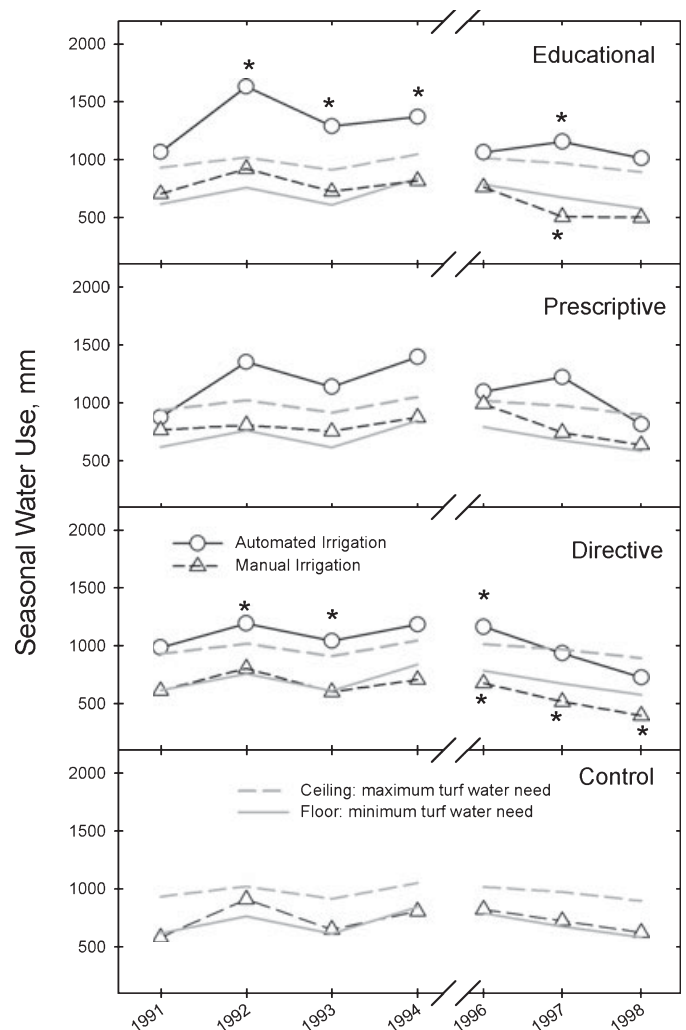 Seasonal Water Use, mm
2000
1500
1000
500
Educational
*
*
*
*
*
2000
1500
1000
500
Prescriptive
2000
1500
1000
500
Automated Irrigation
Manual Irrigation
Directive
*
*
*
*
*
*
2000
1500
1000
500
Control
Ceiling: maximum turf water need
Floor: minimum turf water need
1991 1992 1993 1994 1996 1997 1998